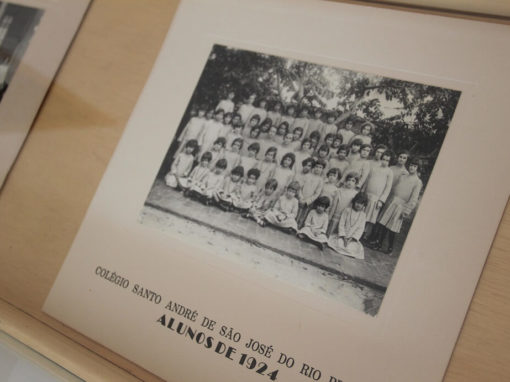 COLÉGIO SANTO ANDRÉ DE SÃO JOSÉ DO RIO
ALUNOS DE 1924